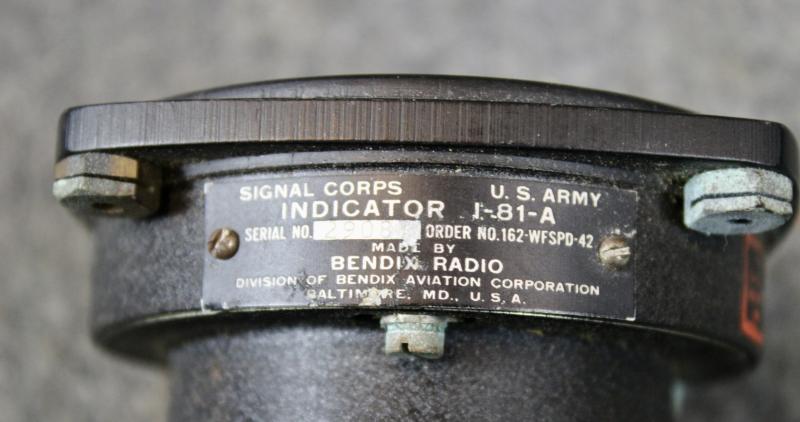 SIGNAL CORPS U.S. ARMY
INDICATOR I-81-A
SERIAL NO. ORDER NO.162-WFSPD-42
MADE BY
BENDIX RADIO
DIVISION OF BENDIX AVIATION CORPORATION
BALTIMORE, MD., U.S.A.